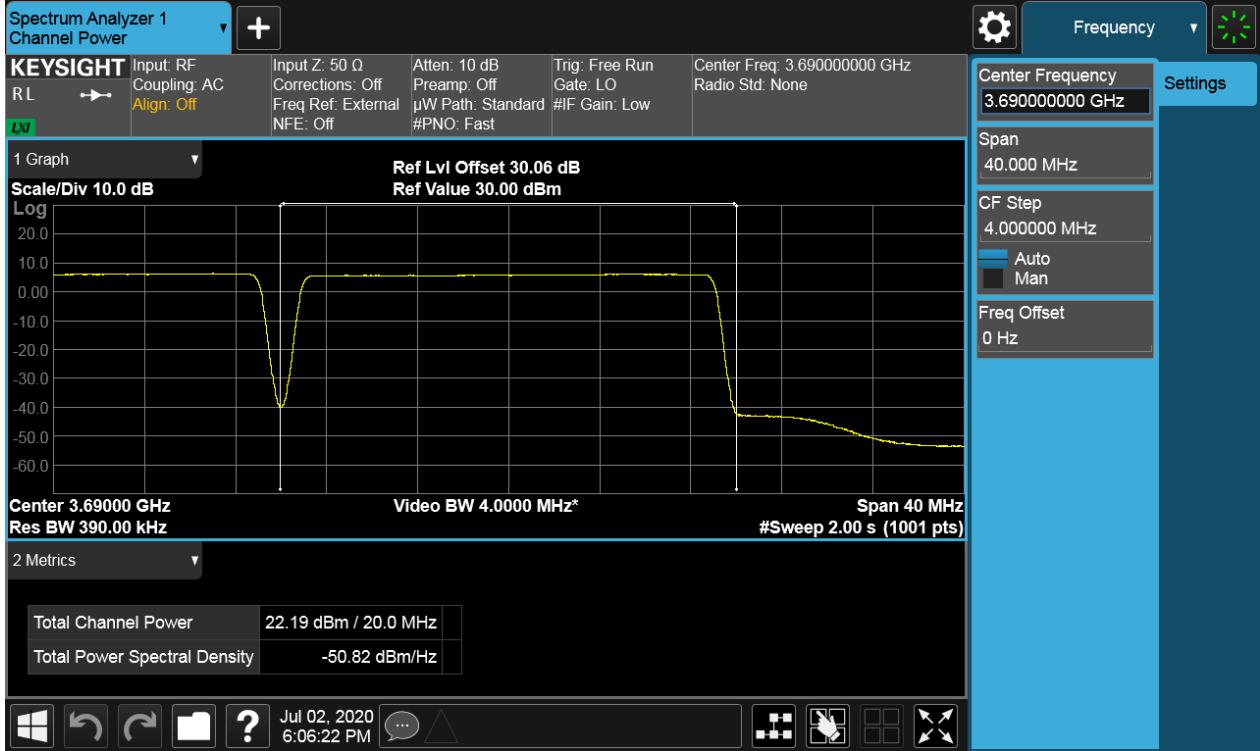 Spectrum Analyzer 1
Channel Power
+
Frequency
KEYSIGHT
R L
LXI
Input: RF
Coupling: AC
Align: Off
Input Z: 50 Ω
Corrections: Off
Freq Ref: External
NFE: Off
Atten: 10 dB
Preamp: Off
µW Path: Standard
#PNO: Fast
Trig: Free Run
Gate: LO
#IF Gain: Low
Center Freq: 3.690000000 GHz
Radio Std: None
Center Frequency
3.690000000 GHz
Settings
Span
40.000 MHz
CF Step
4.000000 MHz
Auto
Man
Freq Offset
0 Hz
1 Graph
Scale/Div 10.0 dB
Ref Lvl Offset 30.06 dB
Ref Value 30.00 dBm
Log
20.0
10.0
0.00
-10.0
-20.0
-30.0
-40.0
-50.0
-60.0
Center 3.69000 GHz
Video BW 4.0000 MHz*
Span 40 MHz
Res BW 390.00 kHz
#Sweep 2.00 s (1001 pts)
2 Metrics
Total Channel Power 22.19 dBm / 20.0 MHz
Total Power Spectral Density -50.82 dBm/Hz
?
Jul 02, 2020
6:06:22 PM